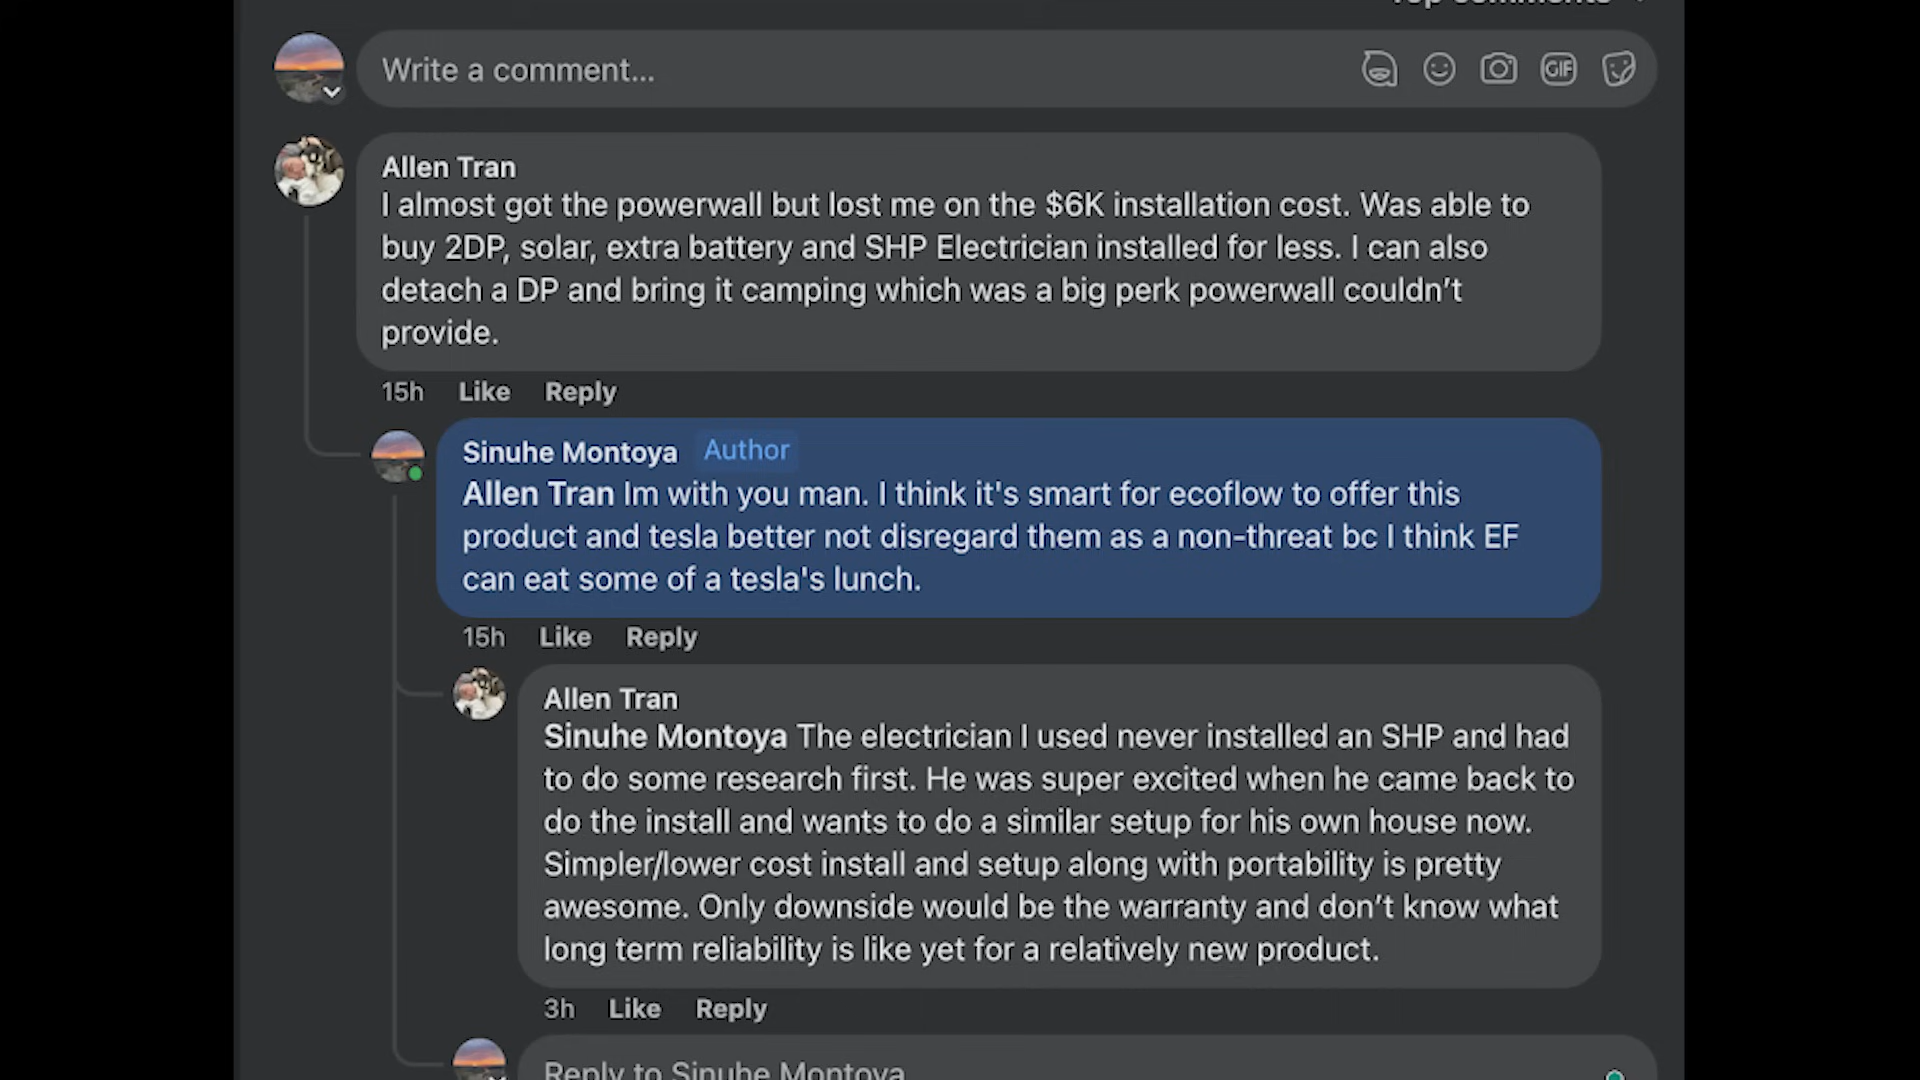 Top comments
Write a comment...
GIF
Allen Tran
I almost got the powerwall but lost me on the $6K installation cost. Was able to
buy 2DP, solar, extra battery and SHP Electrician installed for less. I can also
detach a DP and bring it camping which was a big perk powerwall couldn’t
provide.
15h Like Reply
Sinuhe Montoya Author
Allen Tran Im with you man. I think it's smart for ecoflow to offer this
product and tesla better not disregard them as a non-threat bc I think EF
can eat some of a tesla's lunch.
15h Like Reply
Allen Tran
Sinuhe Montoya The electrician I used never installed an SHP and had
to do some research first. He was super excited when he came back to
do the install and wants to do a similar setup for his own house now.
Simpler/lower cost install and setup along with portability is pretty
awesome. Only downside would be the warranty and don’t know what
long term reliability is like yet for a relatively new product.
3h Like Reply
Reply to Sinuhe Montoya